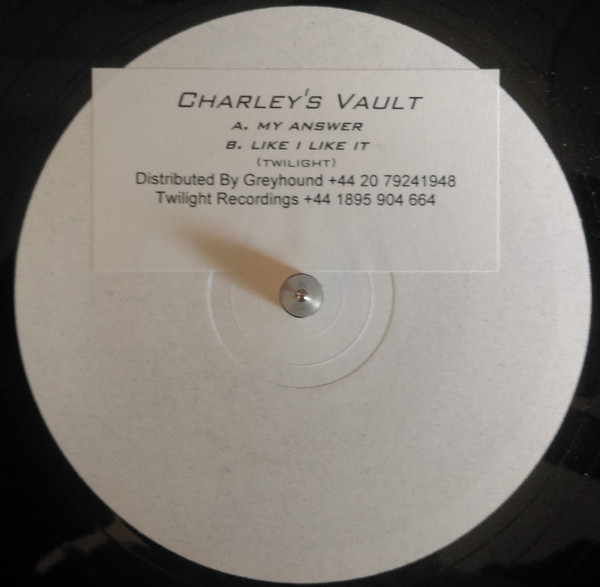 CHARLEY'S VAULT
A. MY ANSWER
B. LIKE I LIKE IT
(TWILIGHT)
Distributed By Greyhound +44 20 79241948
Twilight Recordings +44 1895 904 664